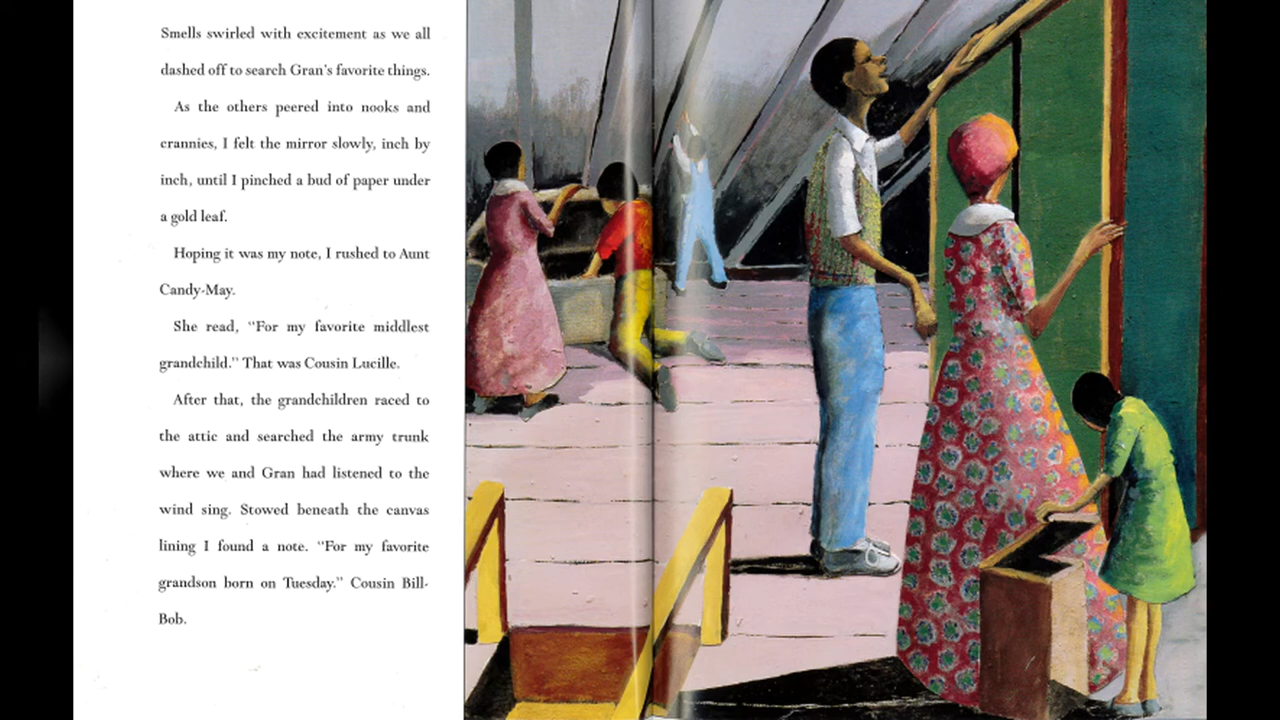 Smells swirled with excitement as we all
dashed off to search Gran's favorite things.
As the others peered into nooks and
crannies, I felt the mirror slowly, inch by
inch, until I pinched a bud of paper under
a gold leaf.
Hoping it was my note, I rushed to Aunt
Candy-May.
She read, "For my favorite middlest
grandchild." That was Cousin Lucille.
After that, the grandchildren raced to
the attic and searched the army trunk
where we and Gran had listened to the
wind sing. Stowed beneath the canvas
lining I found a note. "For my favorite
grandson born on Tuesday." Cousin Bill-
Bob.